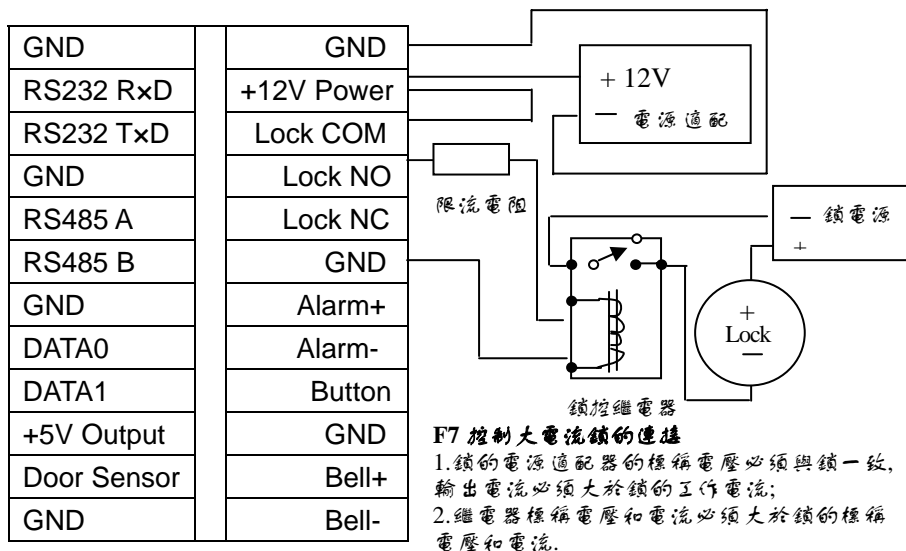 GND GND
RS232 R×D +12V Power
RS232 T×D Lock COM
GND Lock NO
RS485 A Lock NC
RS485 B GND
GND Alarm+
DATA0 Alarm-
DATA1 Button
+5V Output GND
Door Sensor Bell+
GND Bell-
+ 12V
— 電源適配
限流電阻
— 鎖電源
+
+
Lock
—
鎖控繼電器
F7 控制大電流鎖的連接
1.鎖的電源適配器的標稱電壓必須與鎖一致,
輸出電流必須大於鎖的工作電流;
2.繼電器標稱電壓和電流必須大於鎖的標稱
電壓和電流.